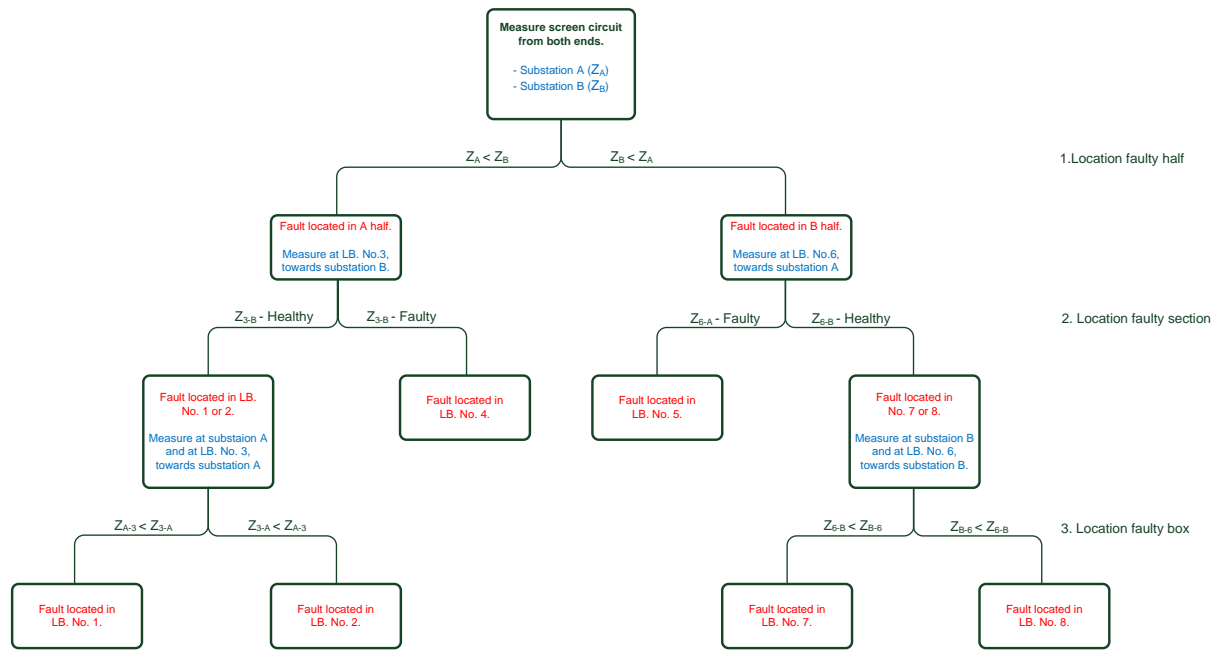 Measure screen circuit
from both ends.
- Substation A (ZA)
- Substation B (ZB)
ZA < ZB
ZB < ZA
1.Location faulty half
Fault located in A half.
Measure at LB. No.3,
towards substation B.
Fault located in B half.
Measure at LB. No.6,
towards substation A
Z3-B - Healthy
Z3-B - Faulty
Z6-A - Faulty
Z6-B - Healthy
2. Location faulty section
Fault located in LB.
No. 1 or 2.
Measure at substaion A
and at LB. No. 3,
towards substation A
Fault located in
LB. No. 4.
Fault located in
LB. No. 5.
Fault located in
No. 7 or 8.
Measure at substaion B
and at LB. No. 6,
towards substation B.
ZA-3 < Z3-A
Z3-A < ZA-3
Z6-B < ZB-6
ZB-6 < Z6-B
3. Location faulty box
Fault located in
LB. No. 1.
Fault located in
LB. No. 2.
Fault located in
LB. No. 7.
Fault located in
LB. No. 8.